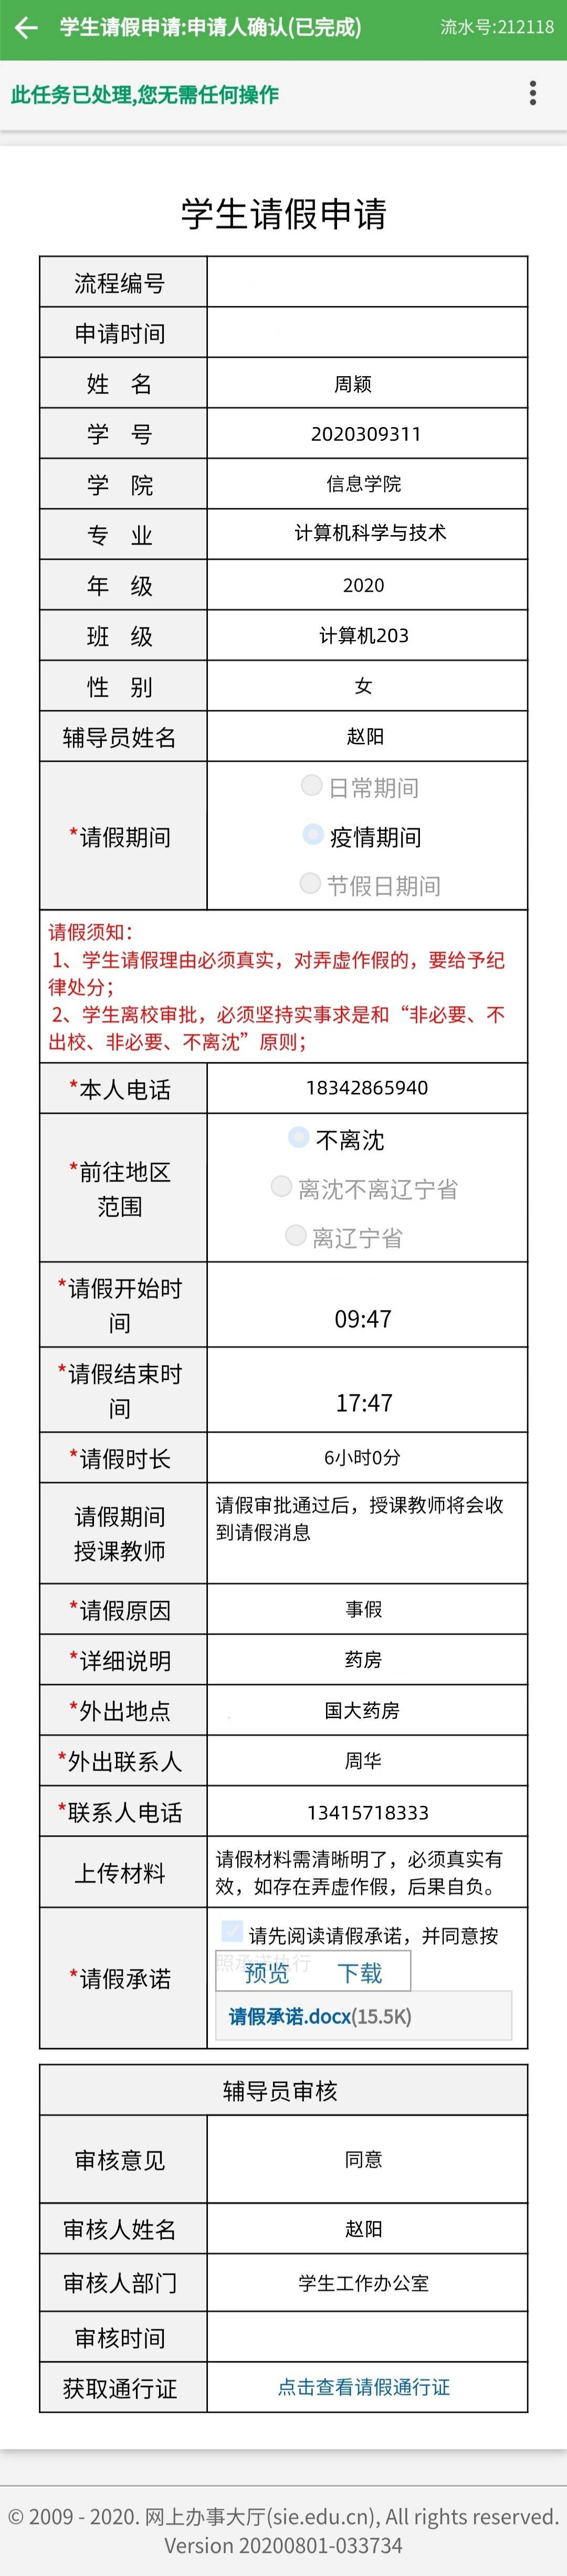 学生请假申请:申请人确认(已完成) 流水号:212118
此任务已处理,您无需任何操作
学生请假申请
流程编号
申请时间
姓 名 周颖
学 号 2020309311
学 院 信息学院
专 业 计算机科学与技术
年 级 2020
班 级 计算机203
性 别 女
辅导员姓名 赵阳
日常期间
*请假期间 疫情期间
节假日期间
请假须知：
1、学生请假理由必须真实，对弄虚作假的，要给予纪
律处分；
2、学生离校审批，必须坚持实事求是和“非必要、不
出校、非必要、不离沈”原则；
*本人电话 18342865940
不离沈
*前往地区
范围
离沈不离辽宁省
离辽宁省
*请假开始时
间
09:47
*请假结束时
间
17:47
*请假时长 6小时0分
请假期间
授课教师
请假审批通过后，授课教师将会收
到请假消息
*请假原因 事假
*详细说明 药房
*外出地点 国大药房
*外出联系人 周华
*联系人电话 13415718333
上传材料
请假材料需清晰明了，必须真实有
效，如存在弄虚作假，后果自负。
*请假承诺
请先阅读请假承诺，并同意按
照承诺执行
预览 下载
请假承诺.docx(15.5K)
辅导员审核
审核意见 同意
审核人姓名 赵阳
审核人部门 学生工作办公室
审核时间
获取通行证 点击查看请假通行证
© 2009 - 2020. 网上办事大厅(sie.edu.cn), All rights reserved.
Version 20200801-033734